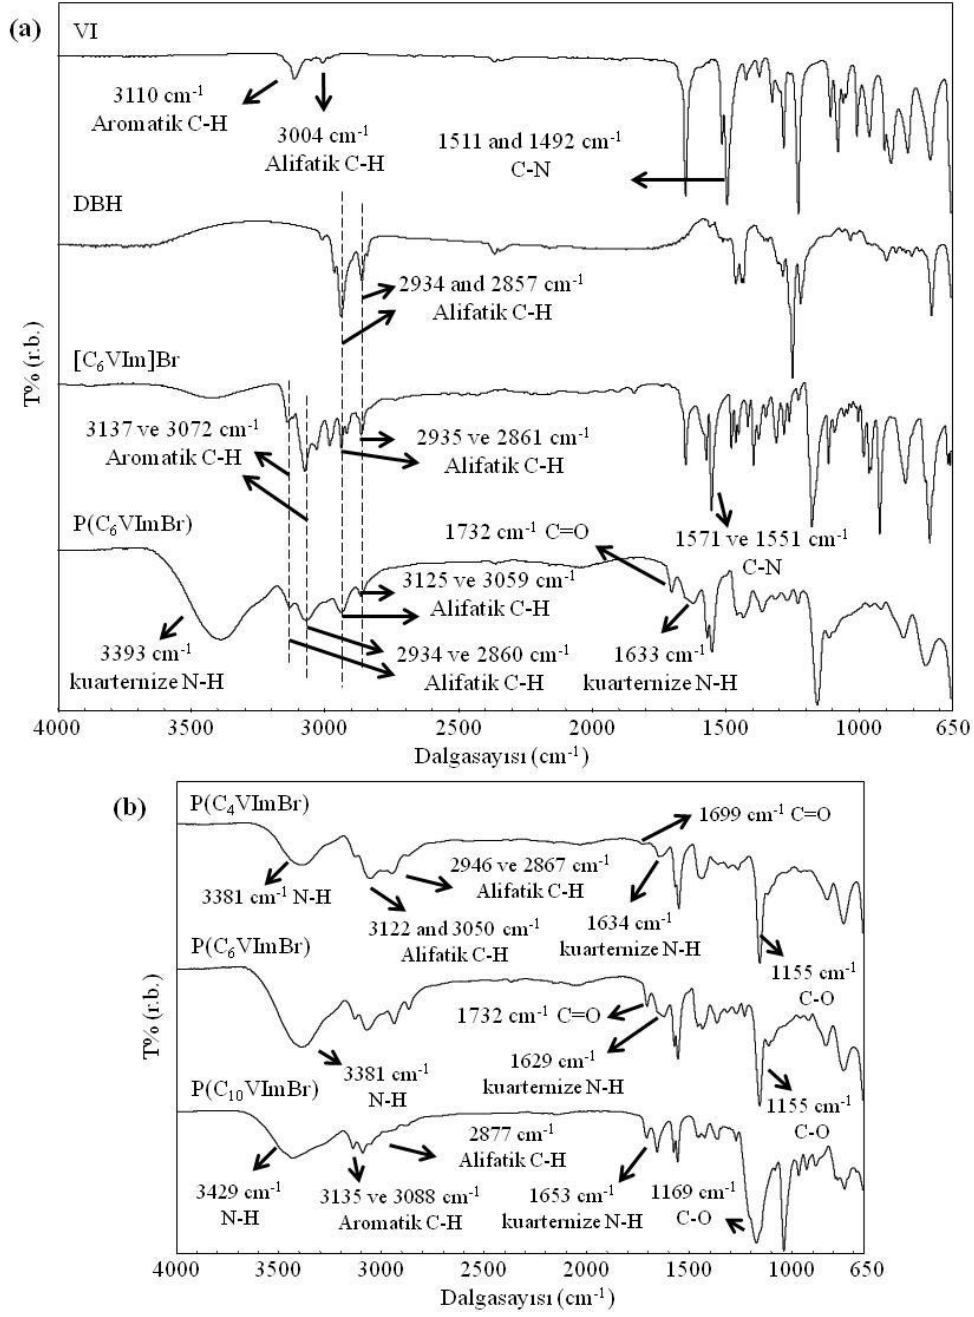 (a)
VI
3110 cm⁻¹
Aromatik C-H
3004 cm⁻¹
Alifatik C-H
1511 and 1492 cm⁻¹
C-N
DBH
2934 and 2857 cm⁻¹
Alifatik C-H
[C₆VIm]Br
3137 ve 3072 cm⁻¹
Aromatik C-H
2935 ve 2861 cm⁻¹
Alifatik C-H
P(C₆VImBr)
1732 cm⁻¹ C=O
1571 ve 1551 cm⁻¹
C-N
3125 ve 3059 cm⁻¹
Alifatik C-H
3393 cm⁻¹
kuarternize N-H
2934 ve 2860 cm⁻¹
Alifatik C-H
1633 cm⁻¹
kuarternize N-H
T% (r.b.)
4000 3500 3000 2500 2000 1500 1000 650
Dalgasayısı (cm⁻¹)
(b)
P(C₄VImBr)
1699 cm⁻¹ C=O
2946 ve 2867 cm⁻¹
Alifatik C-H
3381 cm⁻¹ N-H
3122 and 3050 cm⁻¹
Alifatik C-H
1634 cm⁻¹
kuarternize N-H
1155 cm⁻¹
C-O
P(C₆VImBr)
1732 cm⁻¹ C=O
1629 cm⁻¹
kuarternize N-H
3381 cm⁻¹
N-H
1155 cm⁻¹
C-O
P(C₁₀VImBr)
2877 cm⁻¹
Alifatik C-H
3429 cm⁻¹
N-H
3135 ve 3088 cm⁻¹
Aromatik C-H
1653 cm⁻¹
kuarternize N-H
1169 cm⁻¹
C-O
T% (r.b.)
4000 3500 3000 2500 2000 1500 1000 650
Dalgasayısı (cm⁻¹)